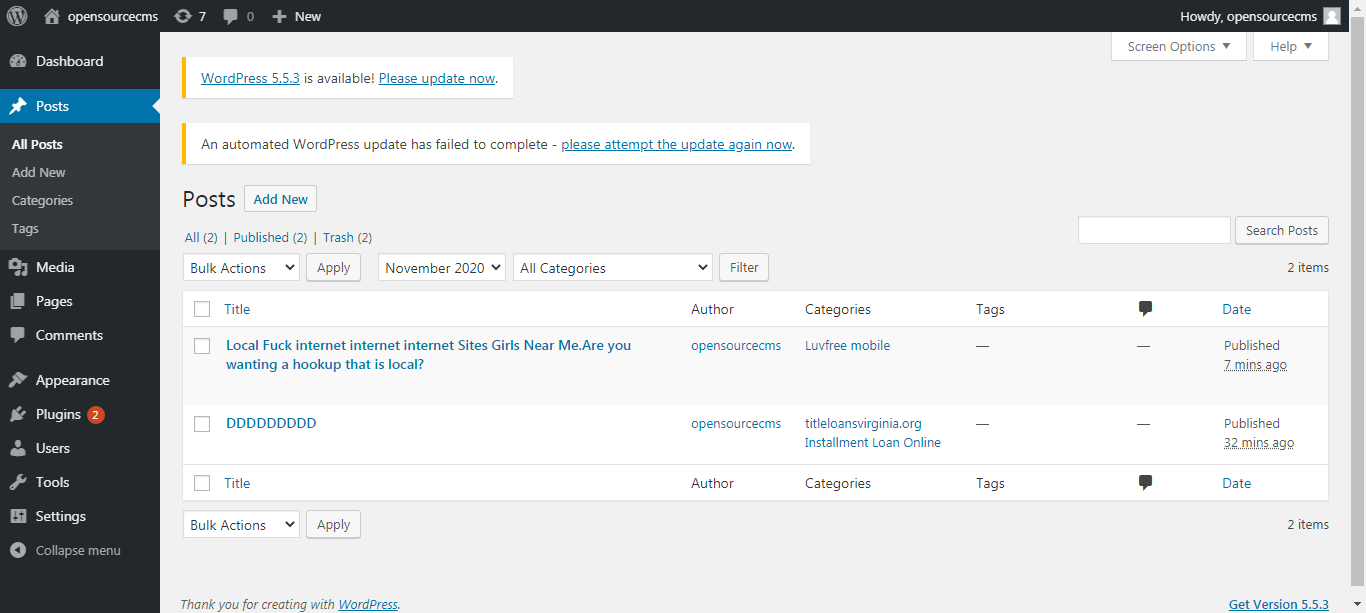 opensourcecms 7 0 New Howdy, opensourcecms
Screen Options Help
Dashboard
Posts
All Posts
Add New
Categories
Tags
Media
Pages
Comments
Appearance
Plugins 2
Users
Tools
Settings
Collapse menu
WordPress 5.5.3 is available! Please update now.
An automated WordPress update has failed to complete - please attempt the update again now.
Posts Add New
All (2) | Published (2) | Trash (2)
Search Posts
Bulk Actions Apply November 2020 All Categories Filter 2 items
Title Author Categories Tags Date
Local Fuck internet internet internet Sites Girls Near Me.Are you opensourcecms Luvfree mobile — — Published
wanting a hookup that is local? 7 mins ago
DDDDDDDDD opensourcecms titleloansvirginia.org — — Published
Installment Loan Online 32 mins ago
Title Author Categories Tags Date
Bulk Actions Apply 2 items
Thank you for creating with WordPress. Get Version 5.5.3